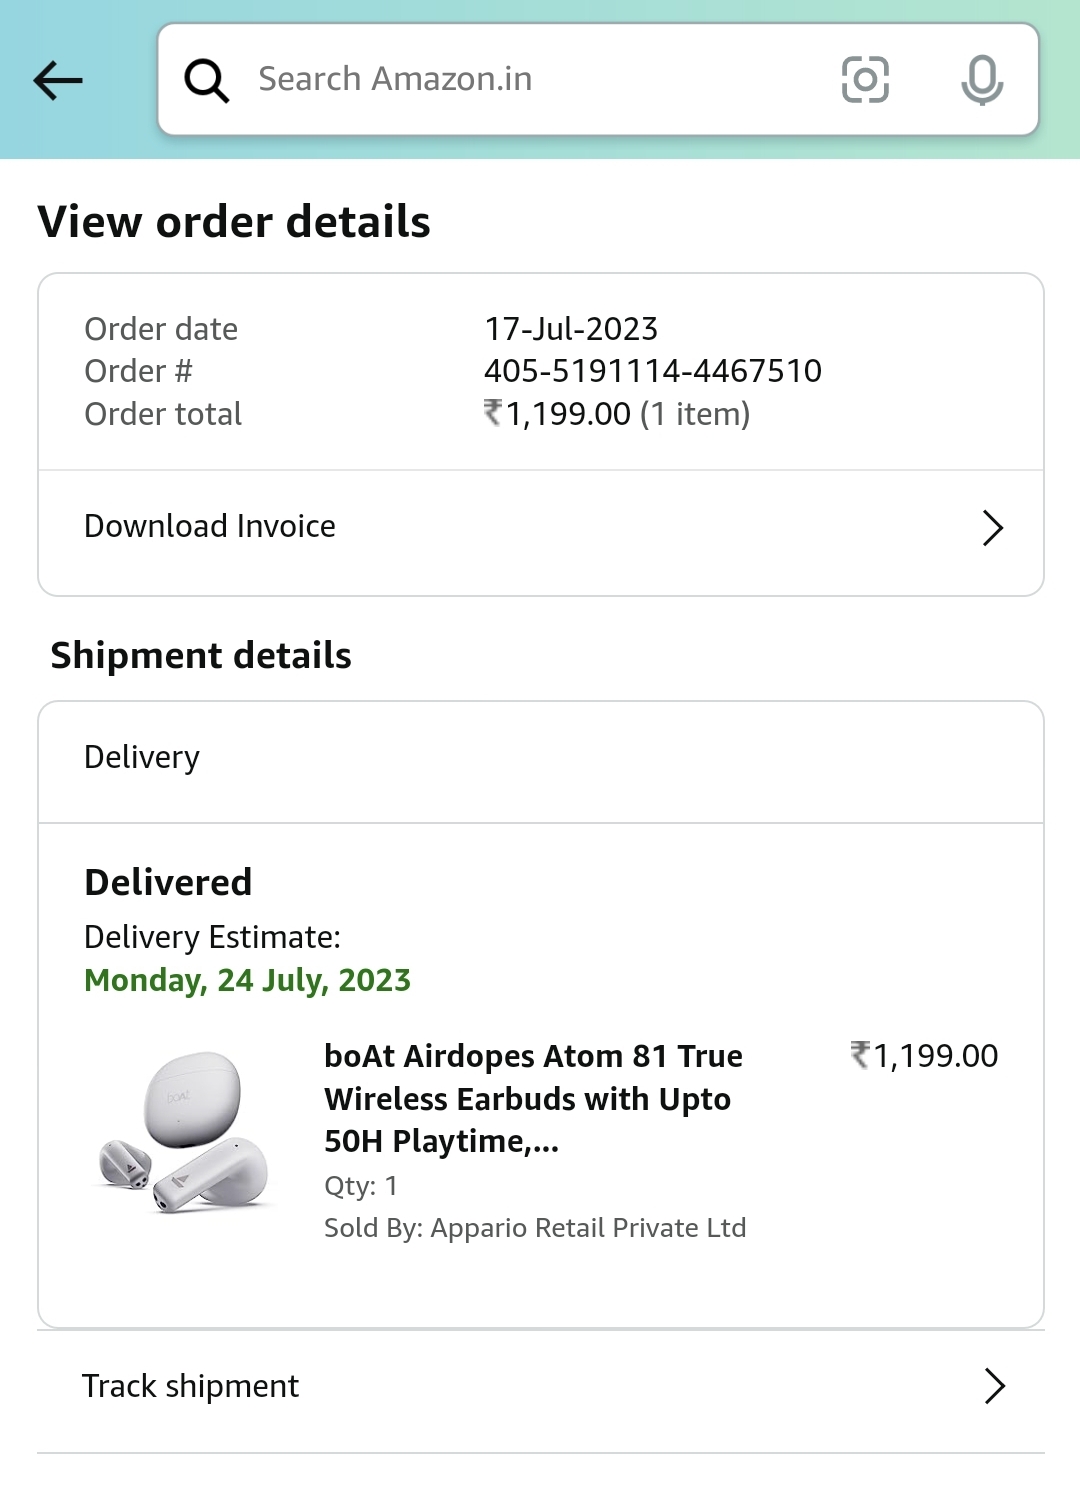 Search Amazon.in
View order details
Order date 17-Jul-2023
Order # 405-5191114-4467510
Order total ₹1,199.00 (1 item)
Download Invoice
Shipment details
Delivery
Delivered
Delivery Estimate:
Monday, 24 July, 2023
boAt
boAt Airdopes Atom 81 True ₹1,199.00
Wireless Earbuds with Upto
50H Playtime,...
Qty: 1
Sold By: Appario Retail Private Ltd
Track shipment